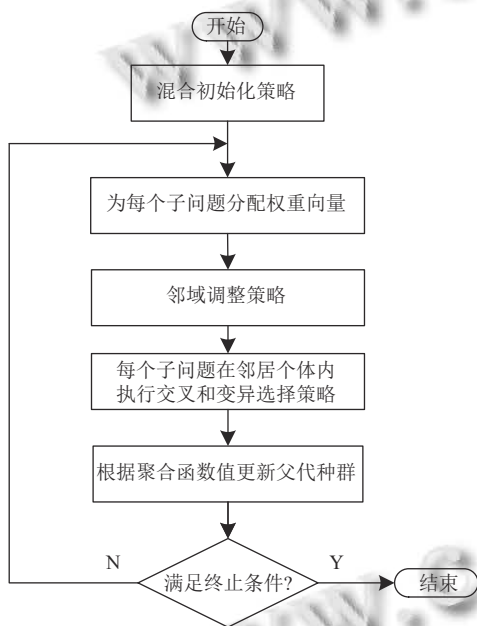 开始
混合初始化策略
为每个子问题分配权重向量
邻域调整策略
每个子问题在邻居个体内
执行交叉和变异选择策略
根据聚合函数值更新父代种群
N
Y
满足终止条件?
结束